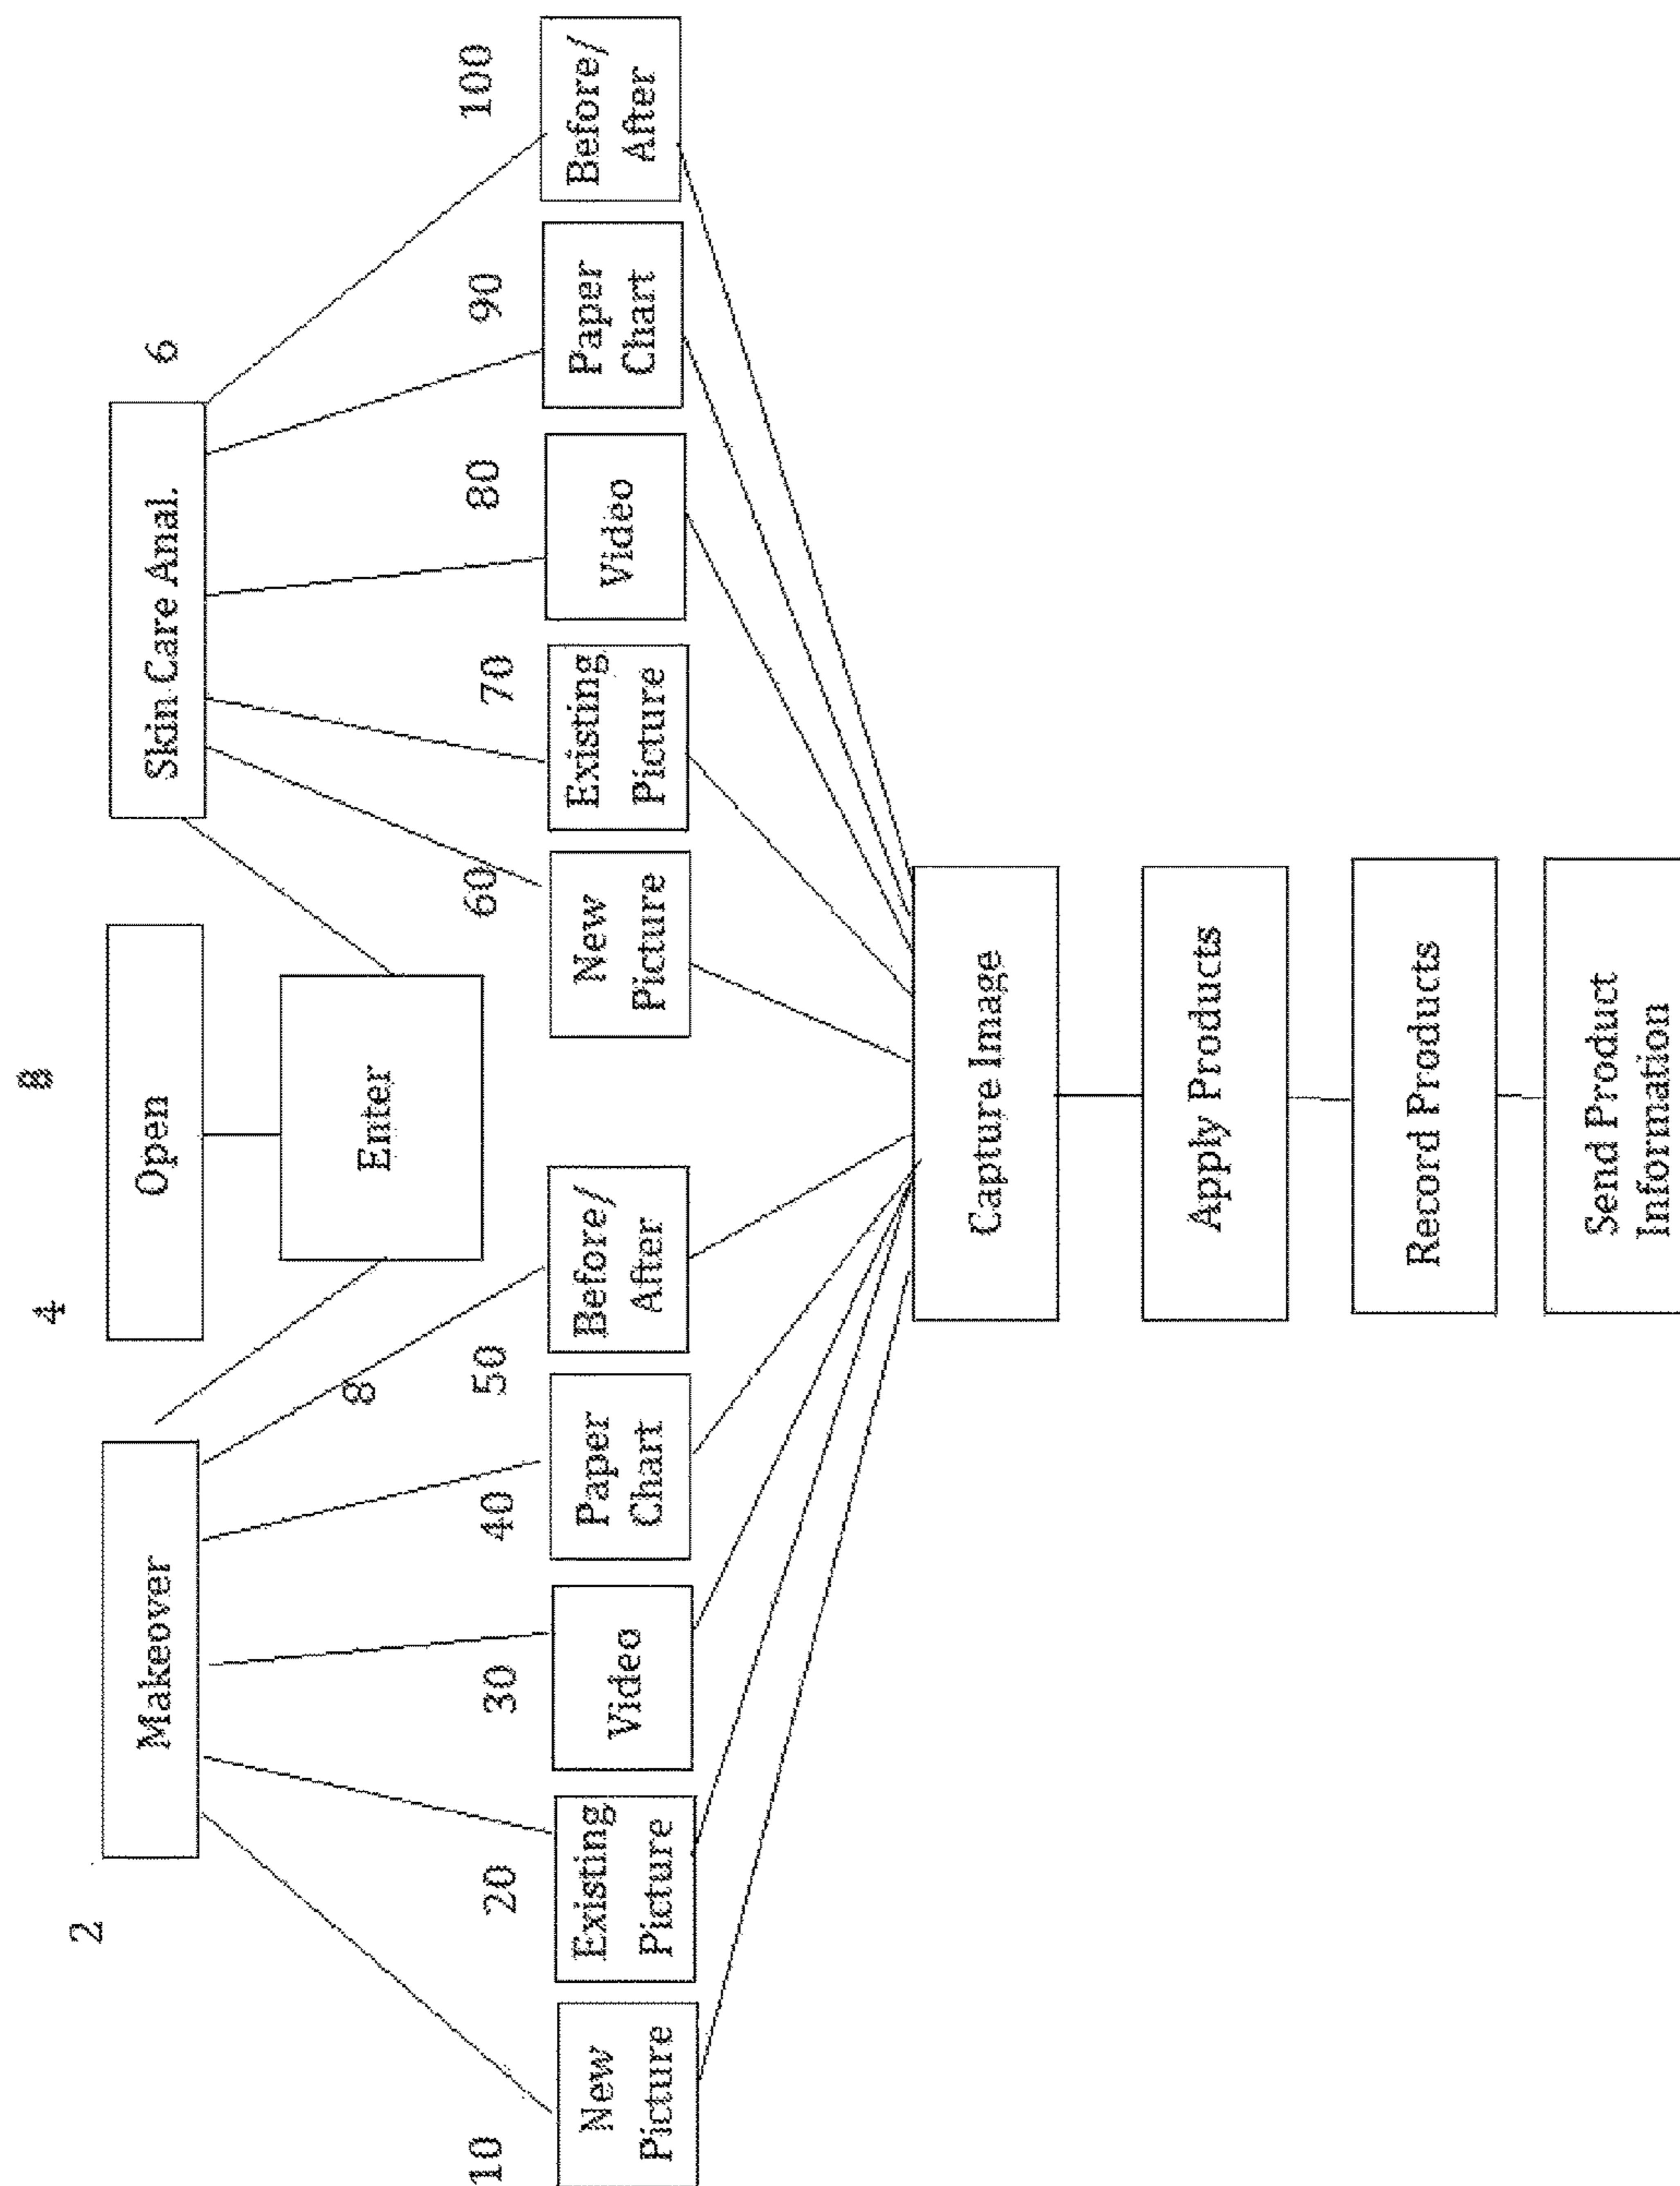 2
4
6
Makeover
Open
Skin Care Anal.
Enter
8
10
20
30
40
50
60
70
80
90
100
New
Picture
Existing
Picture
Video
Paper
Chart
Before/
After
New
Picture
Existing
Picture
Video
Paper
Chart
Before/
After
Capture Image
Apply Products
Record Products
Send Product
Information